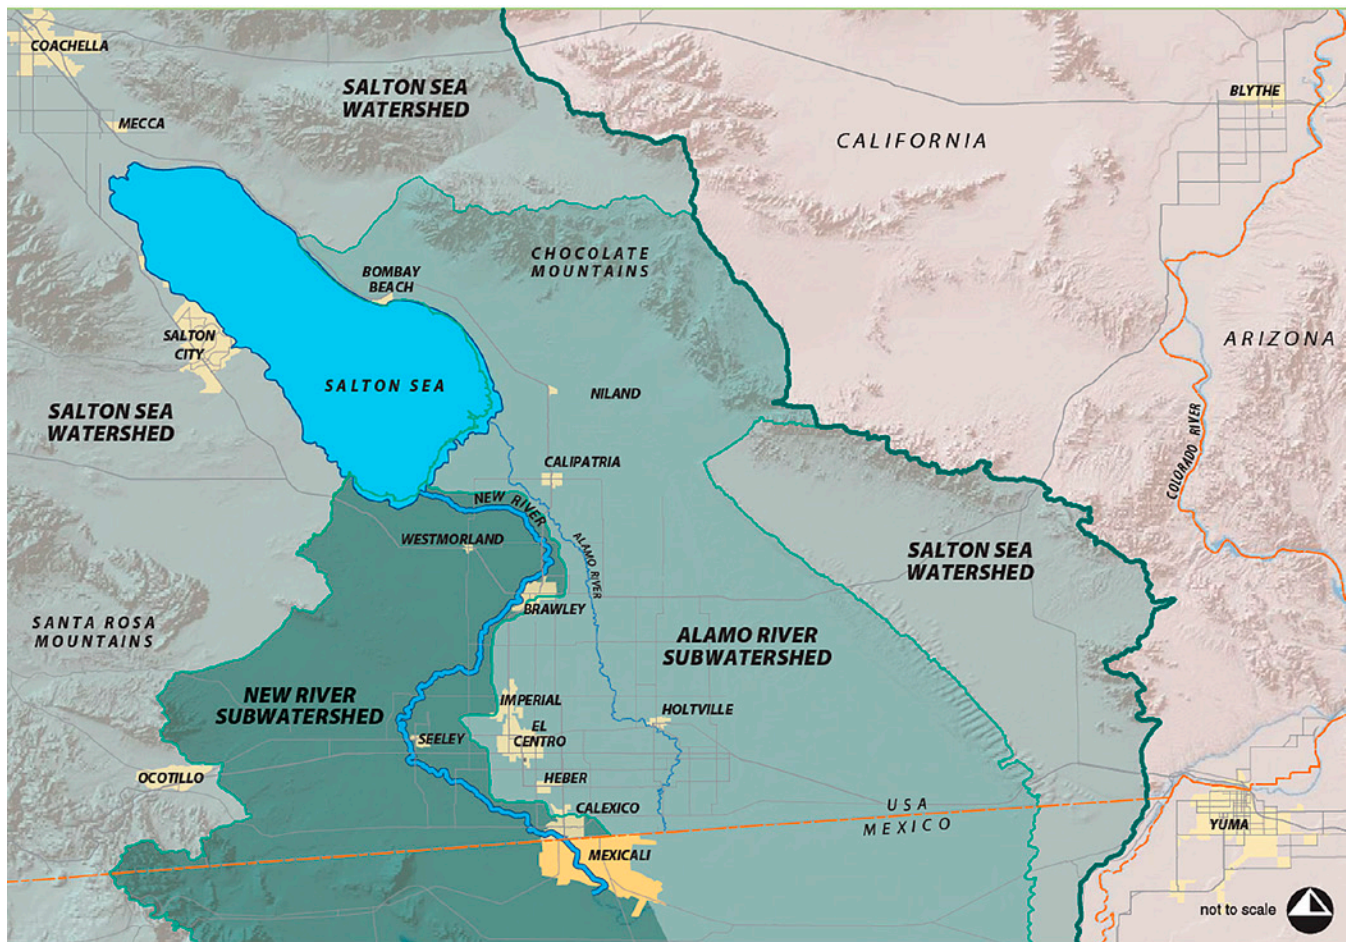 COACHELLA
SALTON SEA
WATERSHED
BLYTHE
MECCA
CALIFORNIA
CHOCOLATE
MOUNTAINS
BOMBAY
BEACH
SALTON
CITY
ARIZONA
SALTON SEA
NILAND
SALTON SEA
WATERSHED
COLORADO RIVER
CALIPATRIA
NEW RIVER
WESTMORLAND
ALAMO RIVER
SALTON SEA
WATERSHED
BRAWLEY
SANTA ROSA
MOUNTAINS
ALAMO RIVER
SUBWATERSHED
NEW RIVER
SUBWATERSHED
IMPERIAL
HOLTVILLE
EL
CENTRO
SEELEY
OCOTILLO
HEBER
CALEXICO
USA
MEXICO
YUMA
MEXICALI
not to scale